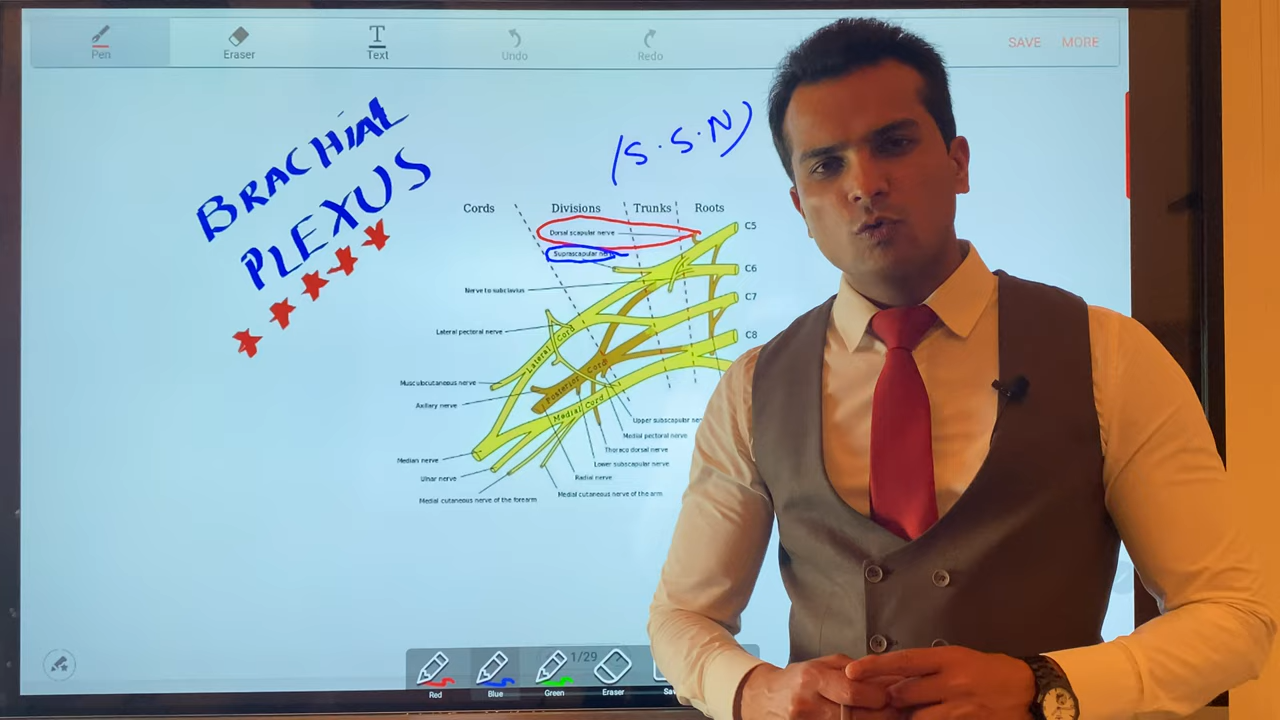 Pen
Eraser
Text
Undo
Redo
SAVE
MORE
BRACHIAL
PLEXUS
(S.S.N)
Cords
Divisions
Trunks
Roots
Dorsal scapular nerve
C5
Suprascapular nerve
C6
Nerve to subclavius
C7
Lateral pectoral nerve
C8
Lateral Cord
Posterior Cord
Medial Cord
Musculocutaneous nerve
Axillary nerve
Upper subscapular
Medial pectoral nerve
Thoraco dorsal nerve
Median nerve
Lower subscapular nerve
Ulnar nerve
Radial nerve
Medial cutaneous nerve of the forearm
Medial cutaneous nerve of the arm
1/29
Red
Blue
Green
Eraser